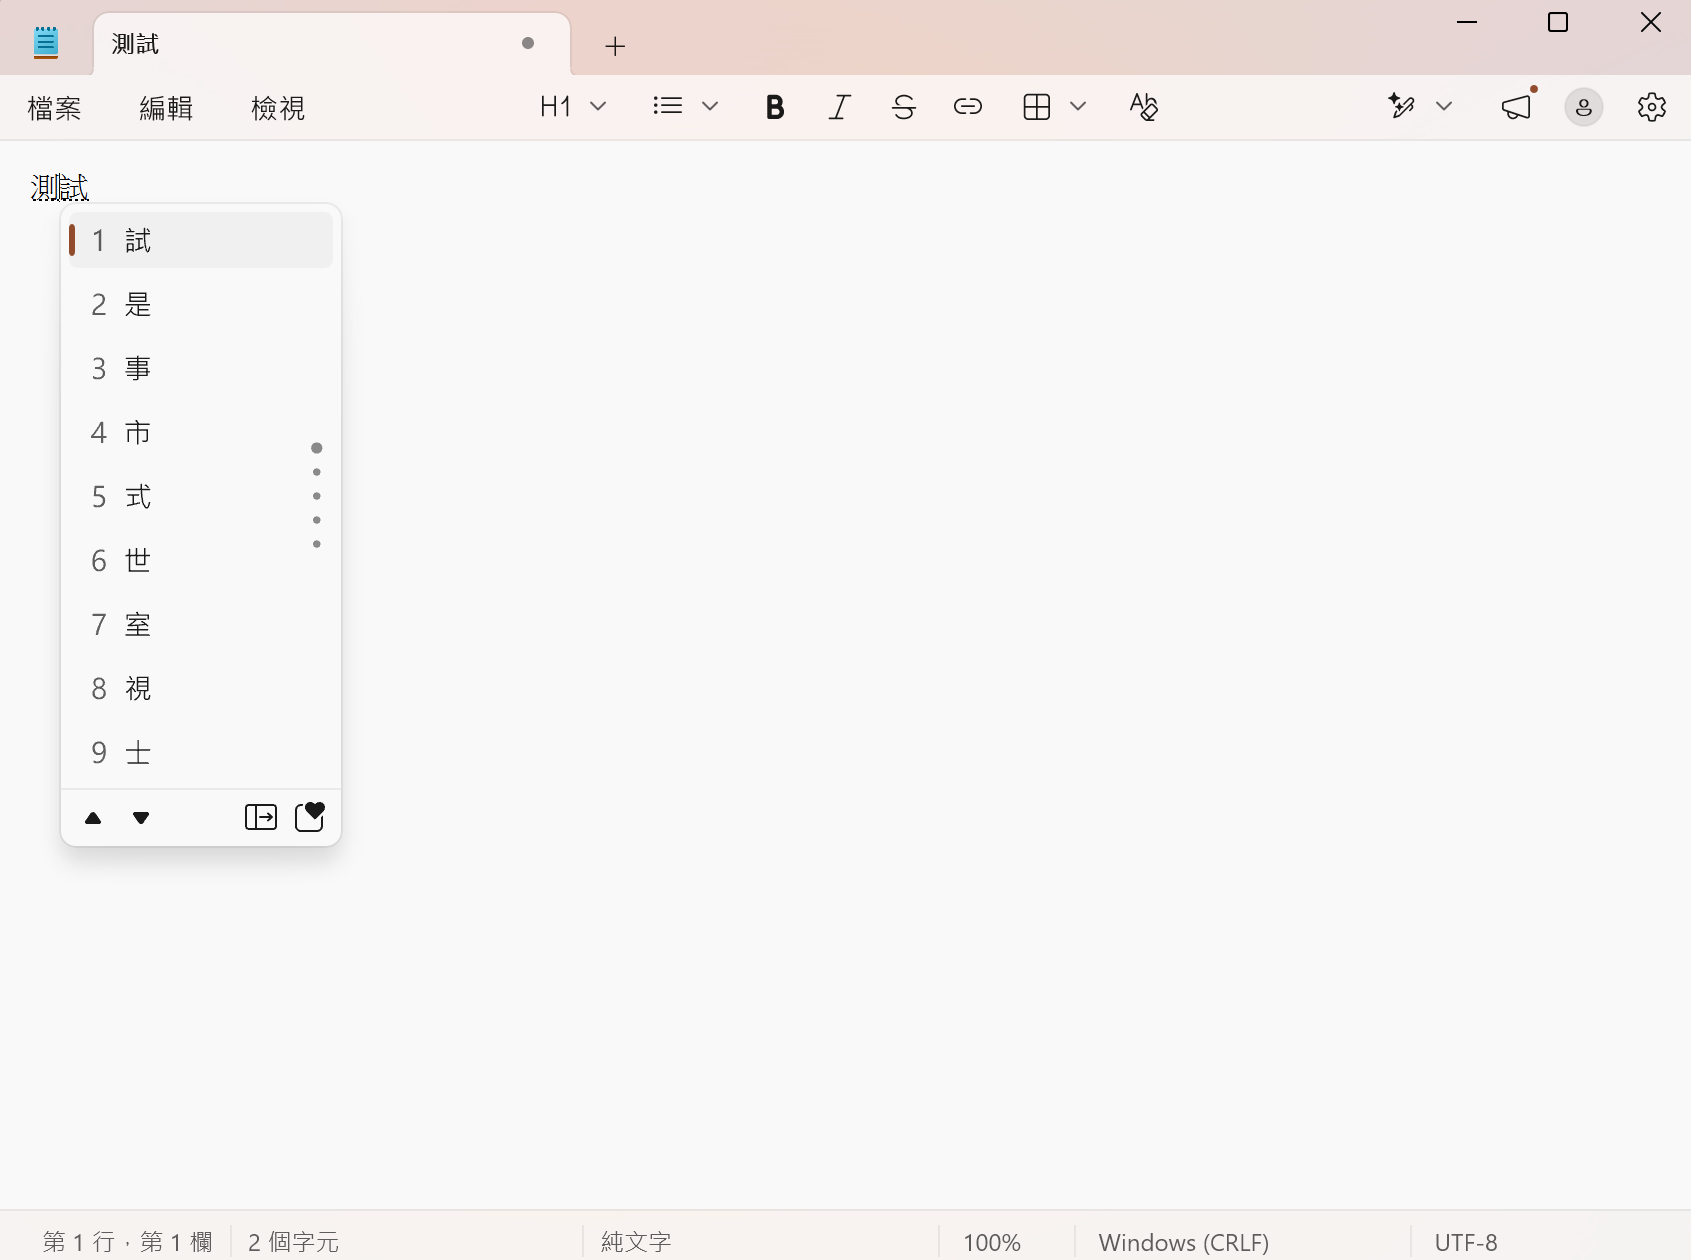 測試
檔案 編輯 檢視 H1 B I S Ab
測試
1 試
2 是
3 事
4 市
5 式
6 世
7 室
8 視
9 士
第 1 行，第 1 欄 2 個字元 純文字 100% Windows (CRLF) UTF-8